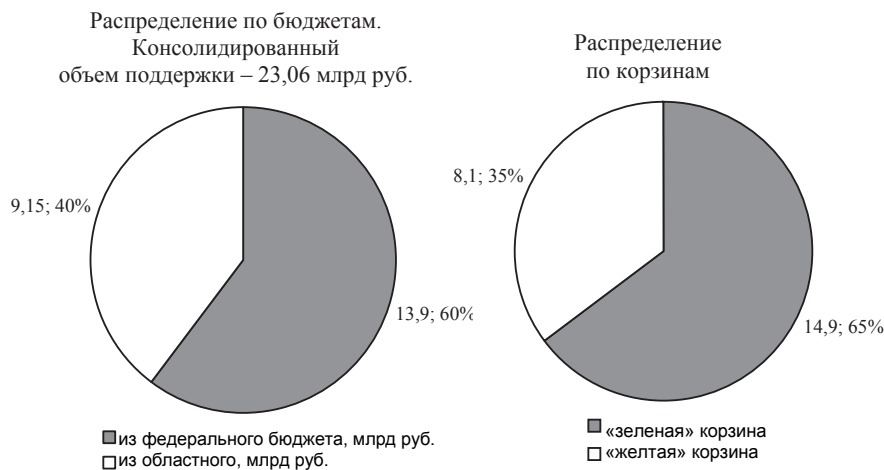 Распределение по бюджетам.
Консолидированный
объем поддержки – 23,06 млрд руб.
9,15; 40%
13,9; 60%
из федерального бюджета, млрд руб.
из областного, млрд руб.
Распределение
по корзинам
8,1; 35%
14,9; 65%
«зеленая» корзина
«желтая» корзина